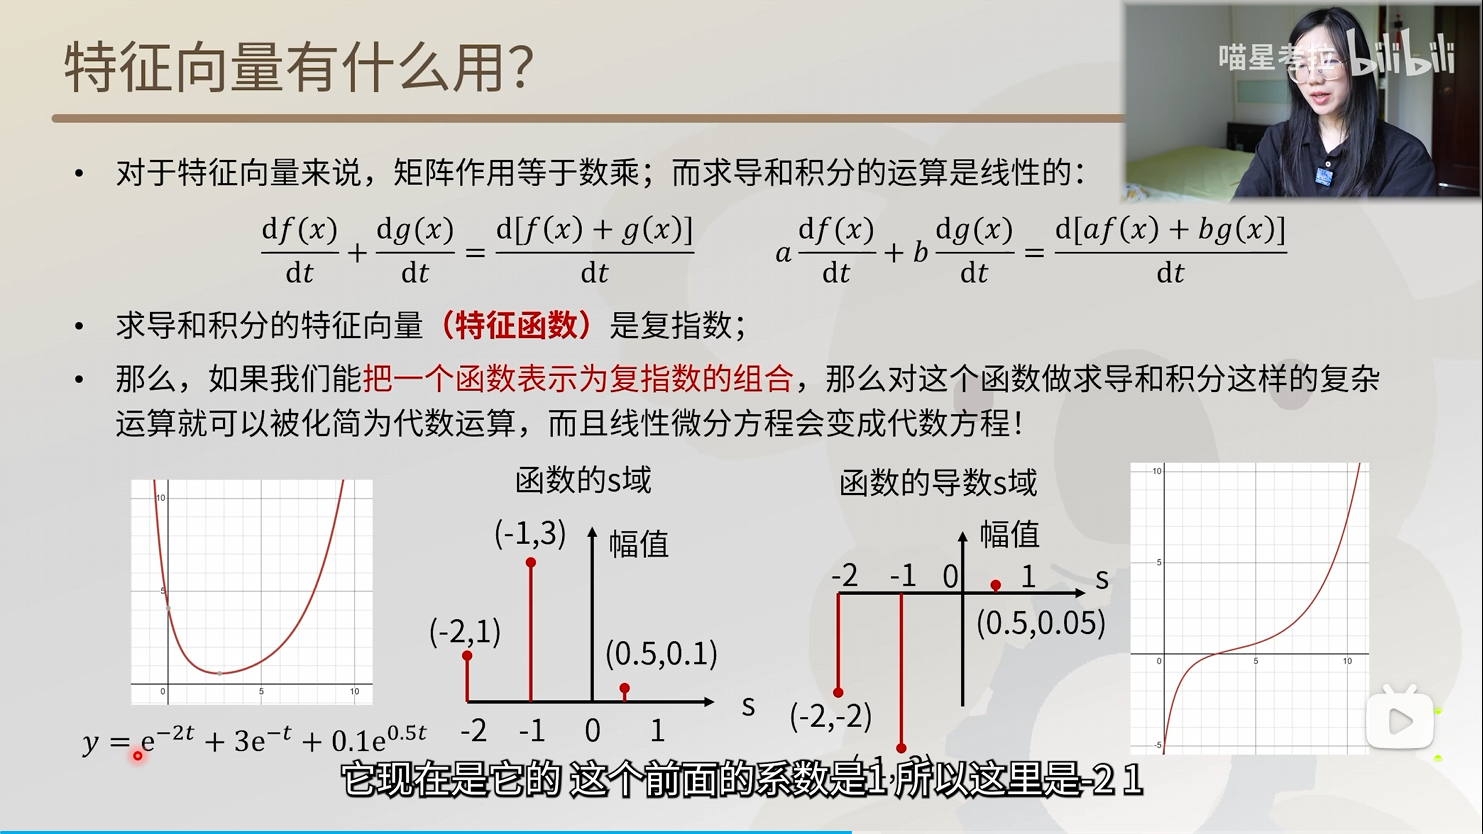 特征向量有什么用？
喵星考拉 bilibili
• 对于特征向量来说，矩阵作用等于数乘；而求导和积分的运算是线性的：
df(x)/dt + dg(x)/dt = d[f(x) + g(x)]/dt
a df(x)/dt + b dg(x)/dt = d[af(x) + bg(x)]/dt
• 求导和积分的特征向量（特征函数）是复指数；
• 那么，如果我们能把一个函数表示为复指数的组合，那么对这个函数做求导和积分这样的复杂
运算就可以被化简为代数运算，而且线性微分方程会变成代数方程！
10
5
0 5 10
y = e^{-2t} + 3e^{-t} + 0.1e^{0.5t}
函数的s域
(-1,3) 幅值
(-2,1)
(0.5,0.1)
s
-2 -1 0 1
函数的导数s域
幅值
-2 -1 0 1 s
(0.5,0.05)
(-2,-2)
10
5
0 5 10
-5
它现在是它的 这个前面的系数是1 所以这里是-2 1